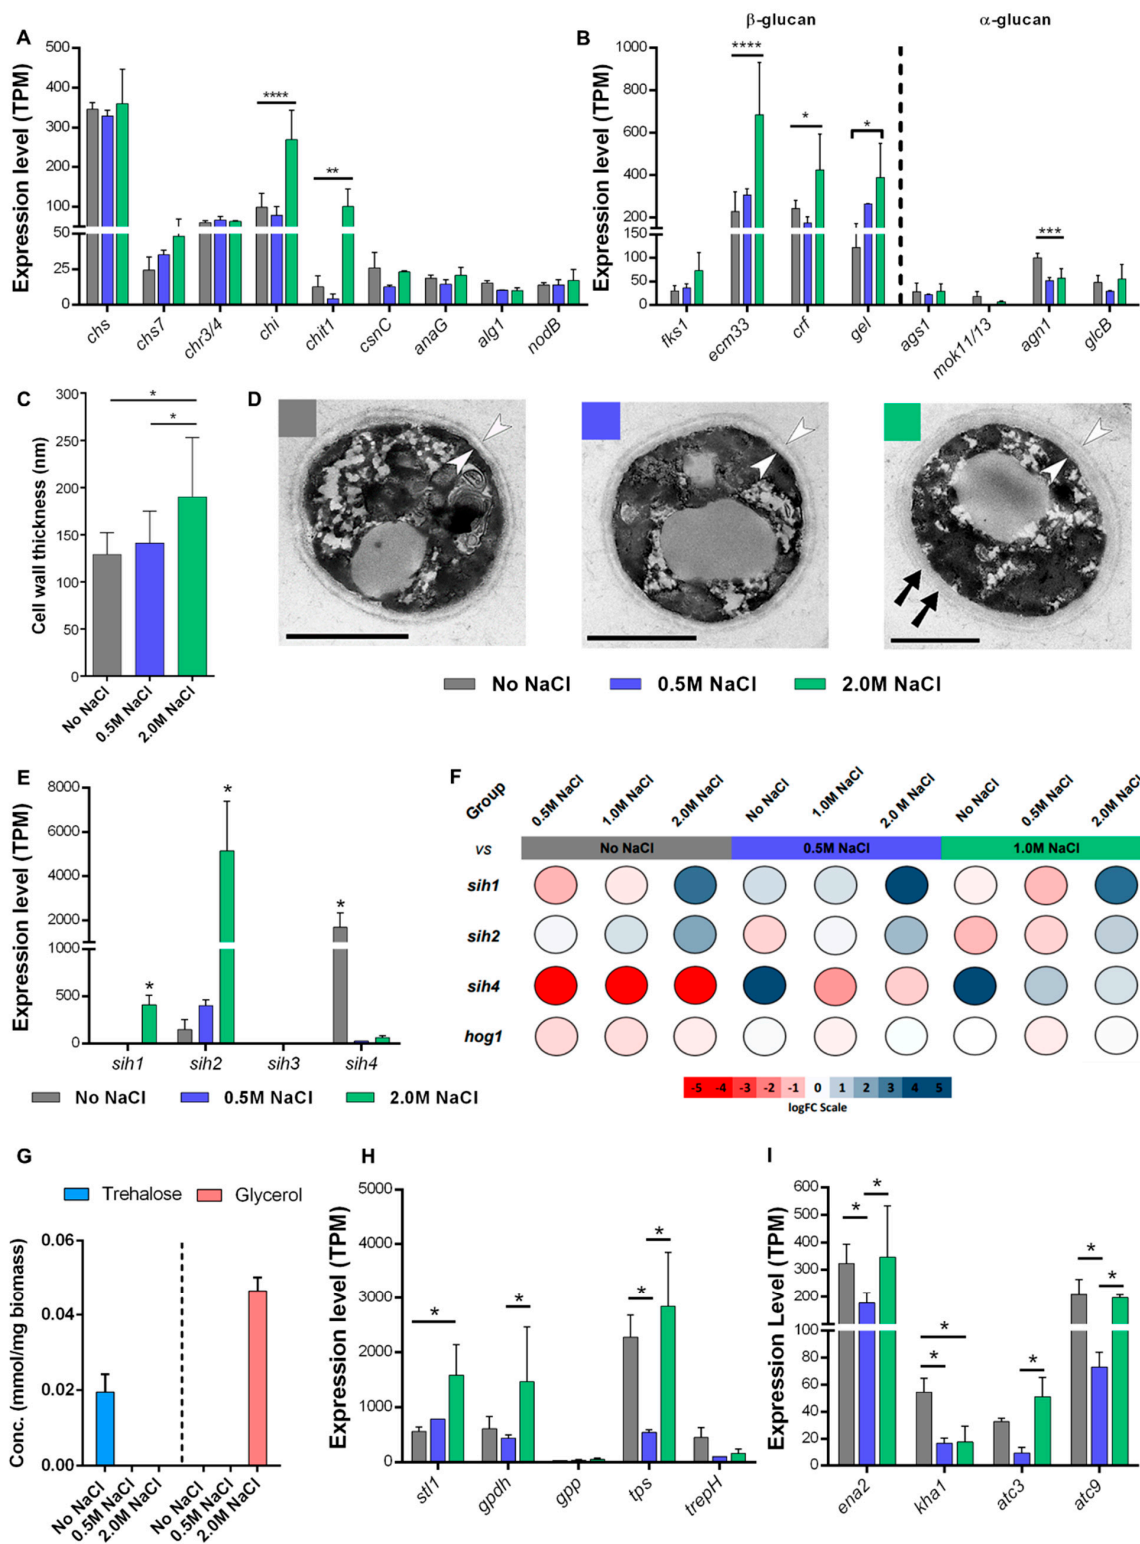 β-glucan
α-glucan
A
Expression level (TPM)
500
400
300
200
100
50
25
0
****
**
chs
chs7
chr3/4
chi
chit1
csnC
anaG
alg1
nodB
B
Expression level (TPM)
1000
800
600
400
200
150
100
50
0
****
*
*
***
fks1
ecm33
crf
gel
ags1
mok11/13
agn1
glcB
C
Cell wall thickness (nm)
300
250
200
150
100
50
0
*
*
No NaCl
0.5M NaCl
2.0M NaCl
D
No NaCl
0.5M NaCl
2.0M NaCl
E
Expression level (TPM)
8000
6000
4000
2000
1000
500
0
*
*
*
sih1
sih2
sih3
sih4
No NaCl
0.5M NaCl
2.0M NaCl
F
Group
0.5M NaCl
1.0M NaCl
2.0M NaCl
No NaCl
1.0M NaCl
2.0 M NaCl
No NaCl
0.5M NaCl
2.0M NaCl
vs
No NaCl
0.5M NaCl
1.0M NaCl
sih1
sih2
sih4
hog1
-5 -4 -3 -2 -1 0 1 2 3 4 5
logFC Scale
G
Trehalose
Glycerol
Conc. (mmol/mg biomass)
0.06
0.04
0.02
0.00
No NaCl
0.5M NaCl
2.0M NaCl
No NaCl
0.5M NaCl
2.0M NaCl
H
Expression level (TPM)
5000
4000
3000
2000
1000
0
*
*
*
*
stl1
gpdh
gpp
tps
trepH
I
Expression Level (TPM)
600
500
400
300
200
100
80
60
40
20
0
*
*
*
*
*
*
*
ena2
kha1
atc3
atc9